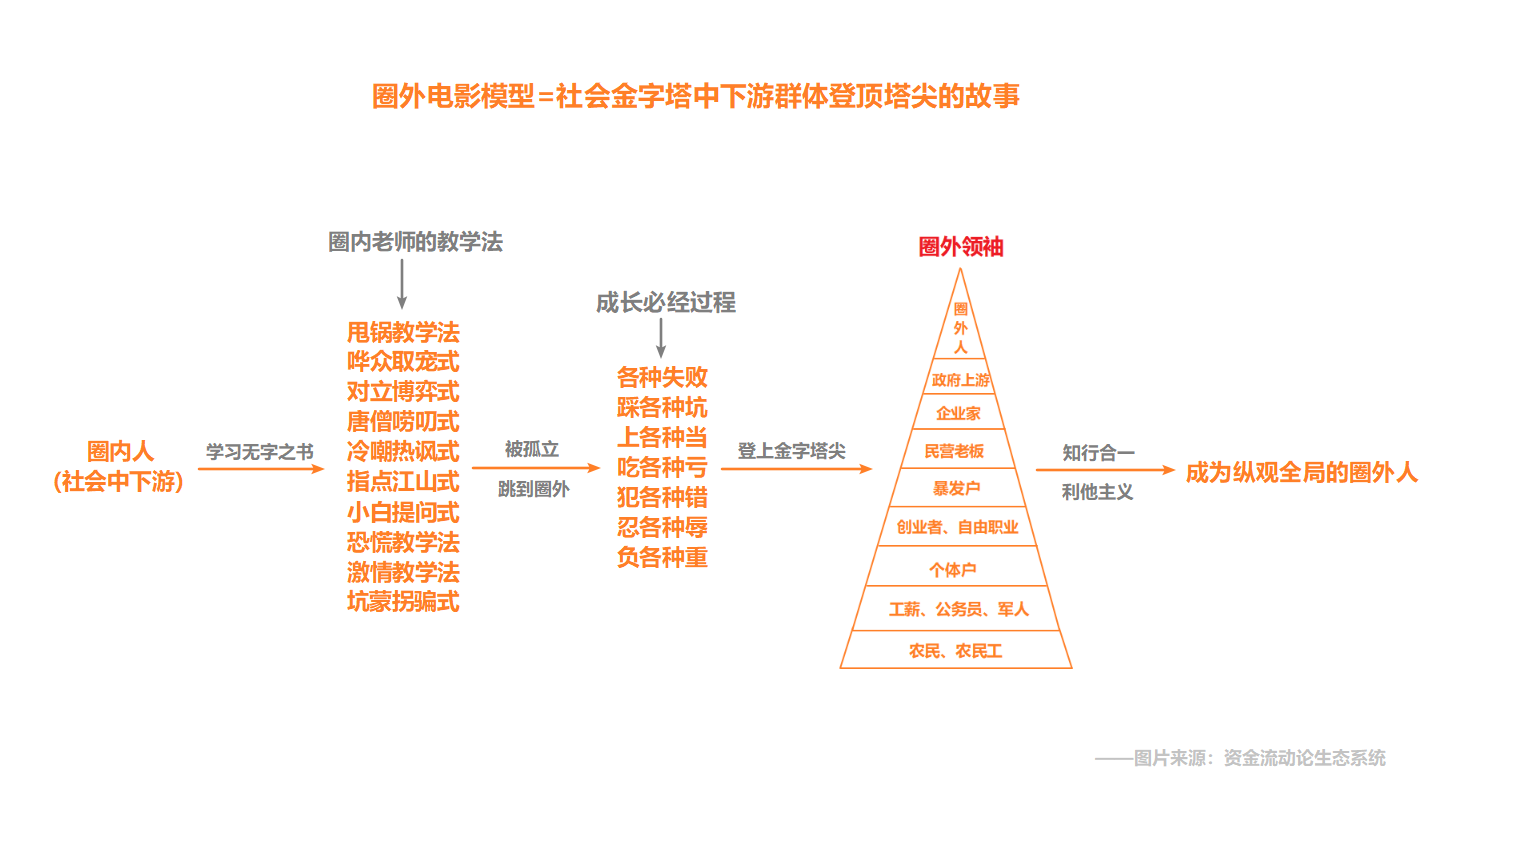 圈外电影模型=社会金字塔中下游群体登顶塔尖的故事
圈内人
(社会中下游)
学习无字之书
圈内老师的教学法
甩锅教学法
哗众取宠式
对立博弈式
唐僧唠叨式
冷嘲热讽式
指点江山式
小白提问式
恐慌教学法
激情教学法
坑蒙拐骗式
被孤立
跳到圈外
成长必经过程
各种失败
踩各种坑
上各种当
吃各种亏
犯各种错
忍各种辱
负各种重
登上金字塔尖
圈外领袖
圈
外
人
政府上游
企业家
民营老板
暴发户
创业者、自由职业
个体户
工薪、公务员、军人
农民、农民工
知行合一
利他主义
成为纵观全局的圈外人
——图片来源：资金流动论生态系统